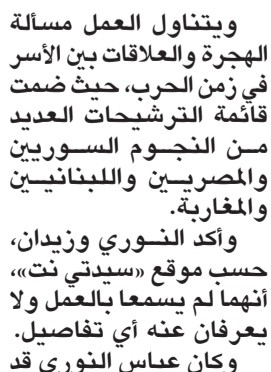 ويتناول العمل مسألة
الهجرة والعلاقات بين الأسر
في زمن الحرب، حيث ضمت
قائمة الترشيحات العديد
من النجوم السوريين
والمصريين واللبنانيين
والمغاربة.
وأكد النوري وزيدان،
حسب موقع «سيدتي نت»،
أنهما لم يسمعا بالعمل ولا
يعرفان عنه أي تفاصيل.
وكان عباس النوري قد